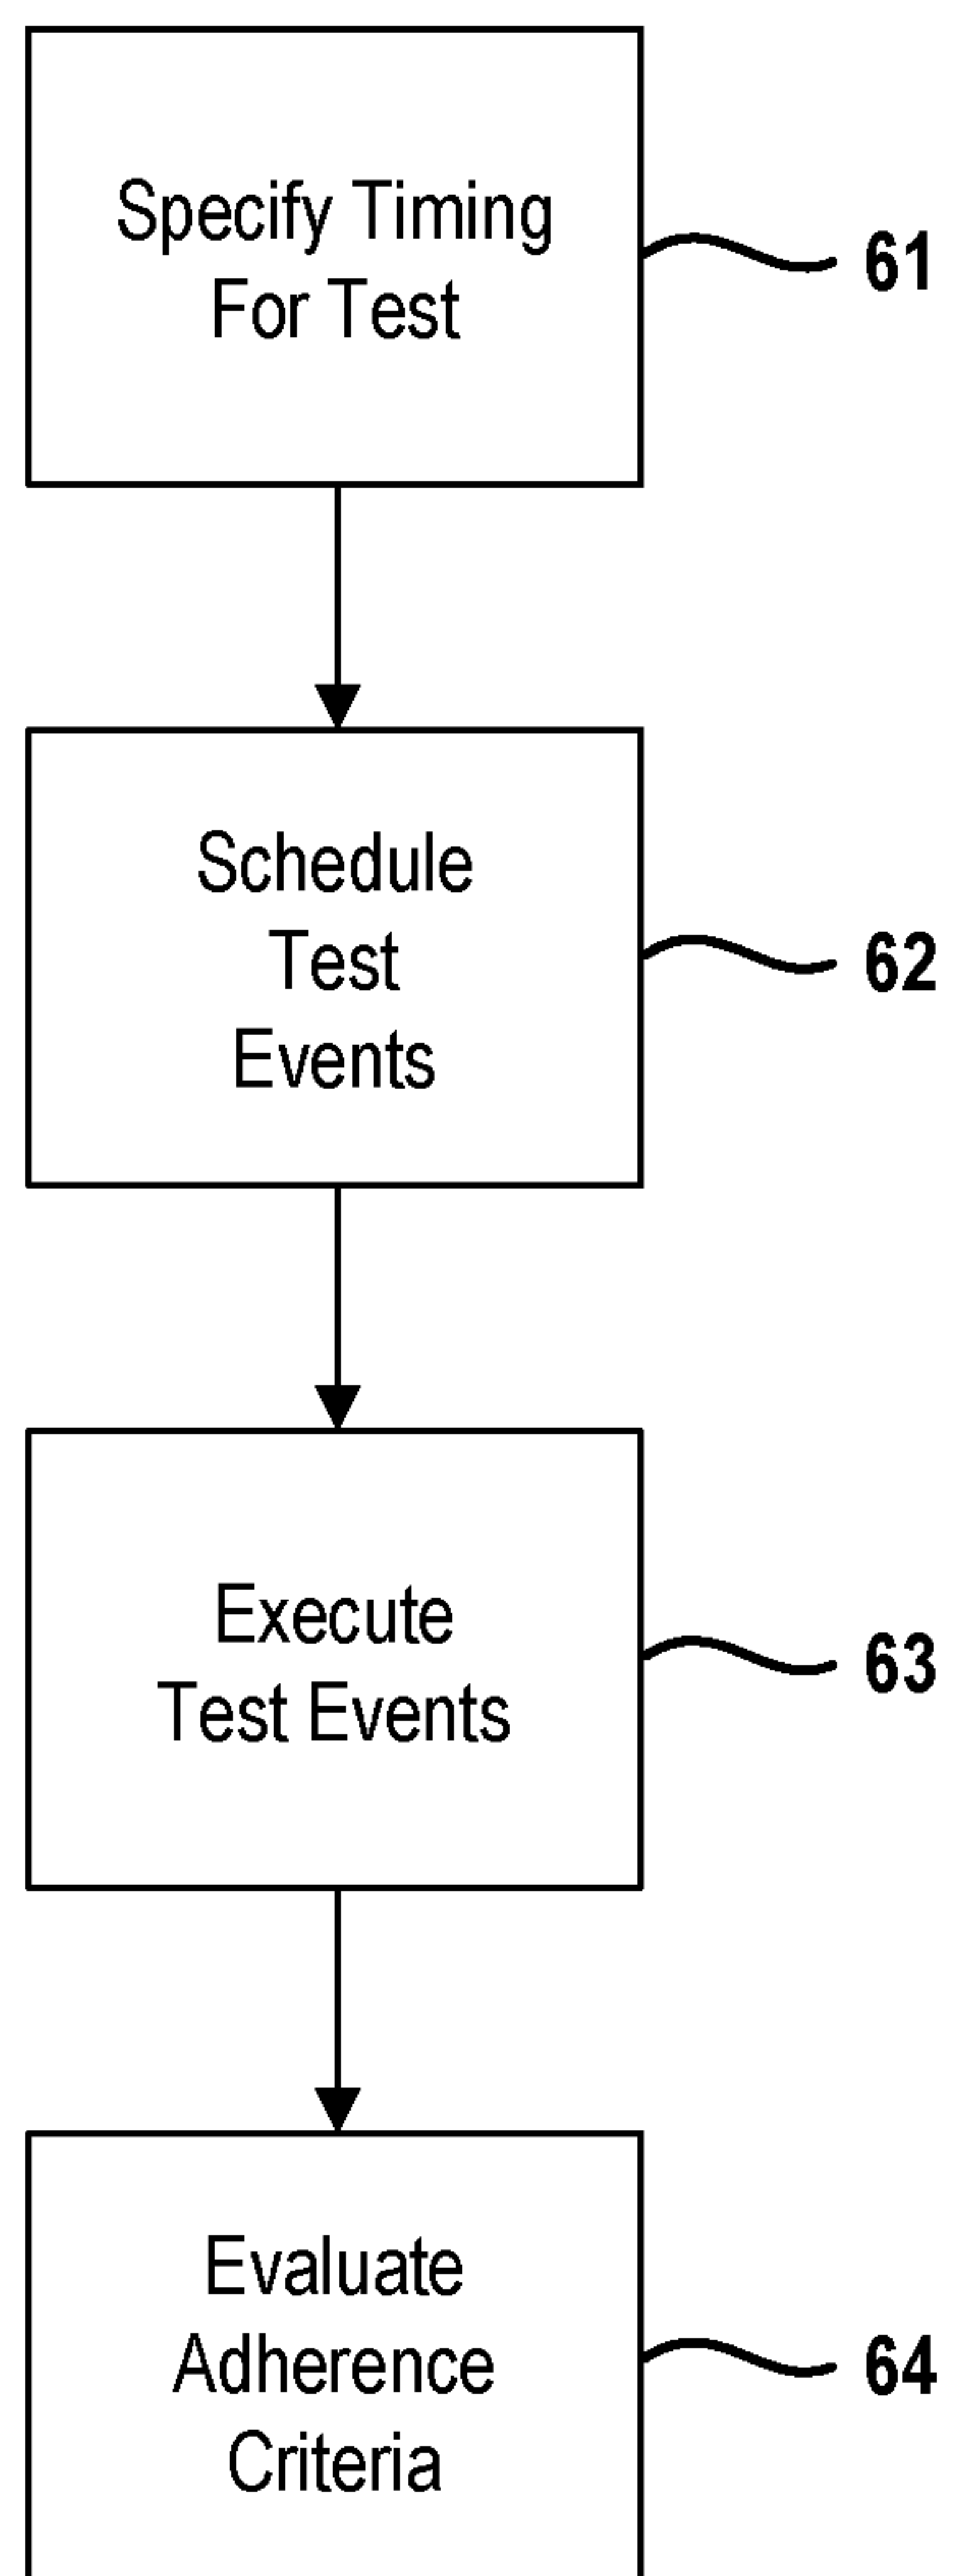 Specify Timing
For Test
61
Schedule
Test
Events
62
Execute
Test Events
63
Evaluate
Adherence
Criteria
64